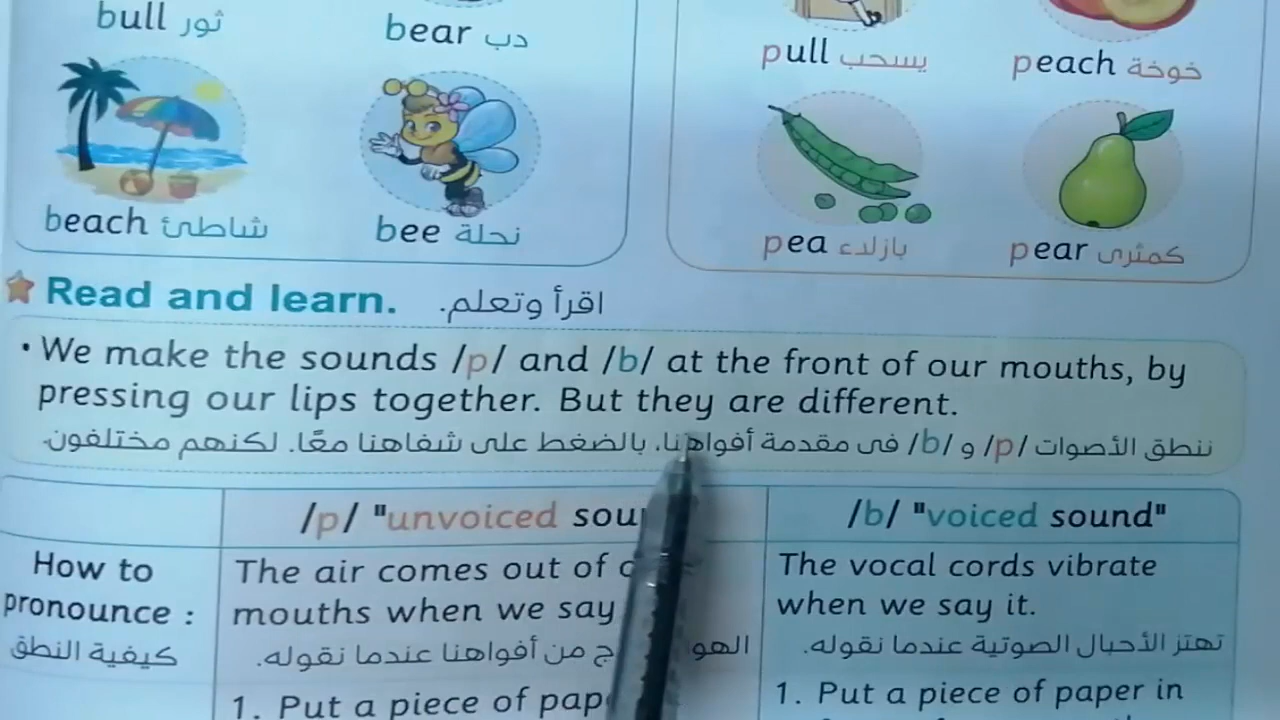 bull ثور
bear دب
pull يسحب
peach خوخة
beach شاطئ
bee نحلة
pea بازلاء
pear كمثرى
Read and learn. اقرأ وتعلم.
• We make the sounds /p/ and /b/ at the front of our mouths, by
pressing our lips together. But they are different.
ننطق الأصوات /p/ و /b/ فى مقدمة أفواهنا، بالضغط على شفاهنا معًا. لكنهم مختلفون.
/p/ "unvoiced
/b/ "voiced sound"
How to
pronounce :
كيفية النطق
The air comes out of
mouths when we say
من أفواهنا عندما نقوله.
The vocal cords vibrate
when we say it.
تهتز الأحبال الصوتية عندما نقوله.
1. Put a piece of
1. Put a piece of paper in